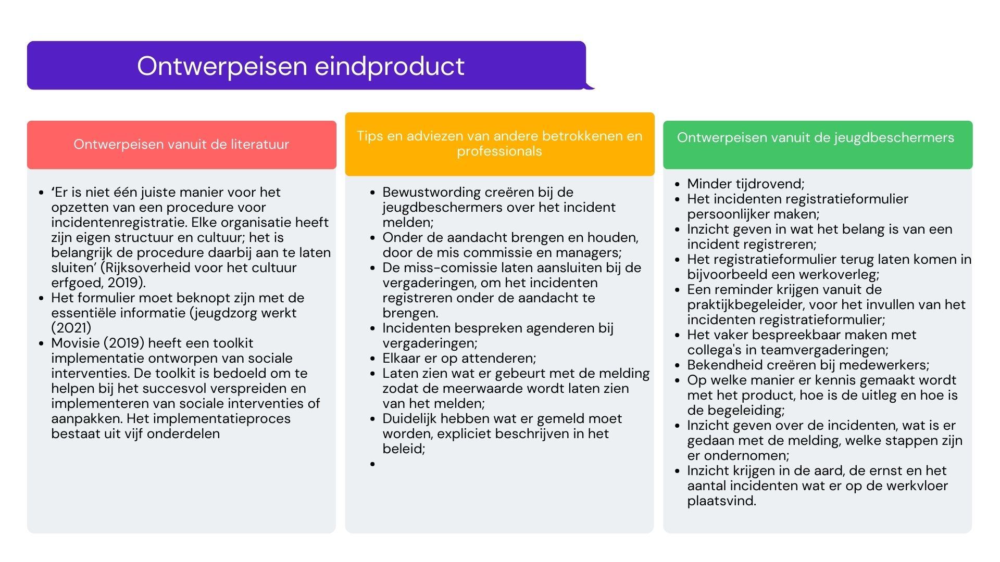 Ontwerpeisen eindproduct
Ontwerpeisen vanuit de literatuur
• ‘Er is niet één juiste manier voor het
opzetten van een procedure voor
incidentenregistratie. Elke organisatie heeft
zijn eigen structuur en cultuur; het is
belangrijk de procedure daarbij aan te laten
sluiten’ (Rijksoverheid voor het cultuur
erfgoed, 2019).
• Het formulier moet beknopt zijn met de
essentiële informatie (jeugdzorg werkt
(2021)
• Movisie (2019) heeft een toolkit
implementatie ontworpen van sociale
interventies. De toolkit is bedoeld om te
helpen bij het succesvol verspreiden en
implementeren van sociale interventies of
aanpakken. Het implementatieproces
bestaat uit vijf onderdelen
Tips en adviezen van andere betrokkenen en
professionals
• Bewustwording creëren bij de
jeugdbeschermers over het incident
melden;
• Onder de aandacht brengen en houden,
door de mis commissie en managers;
• De miss-comissie laten aansluiten bij de
vergaderingen, om het incidenten
registreren onder de aandacht te
brengen.
• Incidenten bespreken agenderen bij
vergaderingen;
• Elkaar er op attenderen;
• Laten zien wat er gebeurt met de melding
zodat de meerwaarde wordt laten zien
van het melden;
• Duidelijk hebben wat er gemeld moet
worden, expliciet beschrijven in het
beleid;
•
Ontwerpeisen vanuit de jeugdbeschermers
• Minder tijdrovend;
• Het incidenten registratieformulier
persoonlijker maken;
• Inzicht geven in wat het belang is van een
incident registreren;
• Het registratieformulier terug laten komen in
bijvoorbeeld een werkoverleg;
• Een reminder krijgen vanuit de
praktijkbegeleider, voor het invullen van het
incidenten registratieformulier;
• Het vaker bespreekbaar maken met
collega's in teamvergaderingen;
• Bekendheid creëren bij medewerkers;
• Op welke manier er kennis gemaakt wordt
met het product, hoe is de uitleg en hoe is
de begeleiding;
• Inzicht geven over de incidenten, wat is er
gedaan met de melding, welke stappen zijn
er ondernomen;
• Inzicht krijgen in de aard, de ernst en het
aantal incidenten wat er op de werkvloer
plaatsvind.